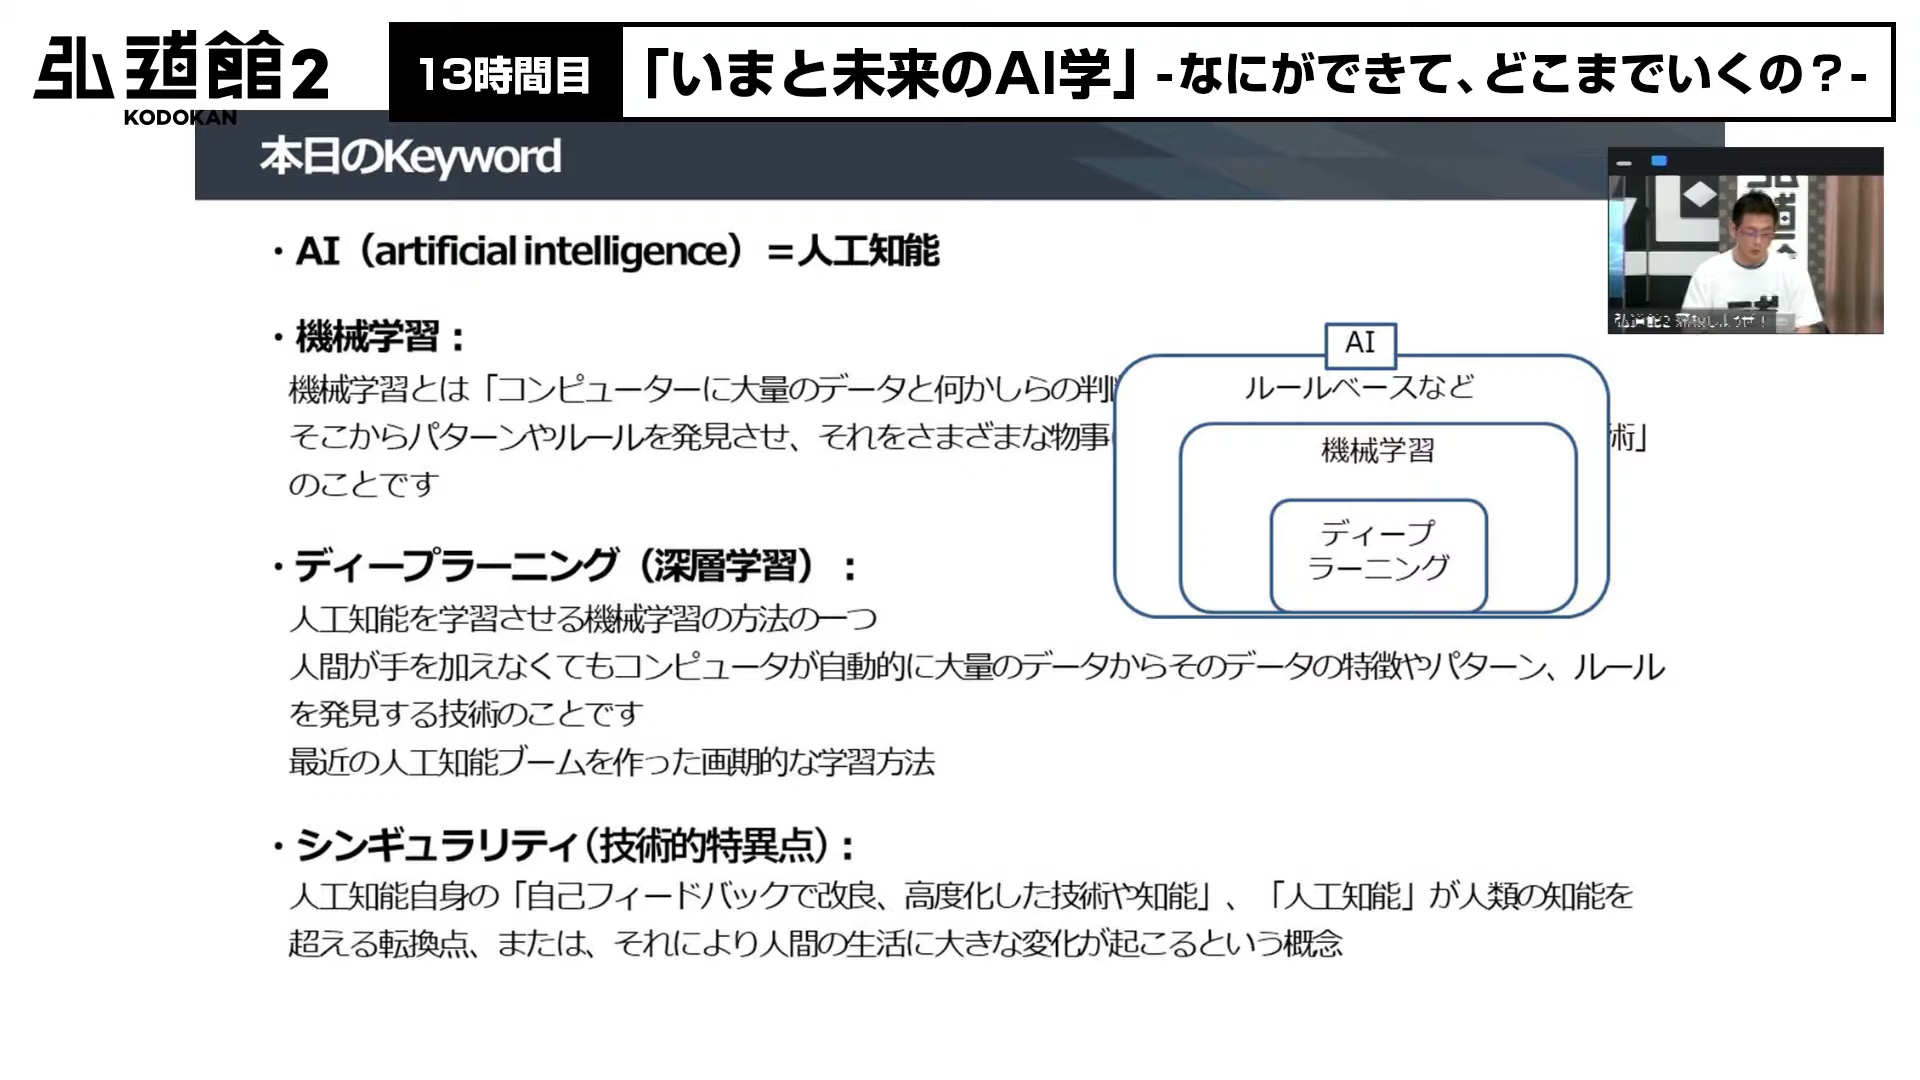 弘道館2
KODOKAN
13時間目
「いまと未来のAI学」-なにができて、どこまでいくの？-
本日のKeyword
・AI（artificial intelligence）＝人工知能
・機械学習：
機械学習とは「コンピューターに大量のデータと何かしらの判
そこからパターンやルールを発見させ、それをさまざまな物事
術」
のことです
AI
ルールベースなど
機械学習
ディープ
ラーニング
・ディープラーニング（深層学習）：
人工知能を学習させる機械学習の方法の一つ
人間が手を加えなくてもコンピュータが自動的に大量のデータからそのデータの特徴やパターン、ルール
を発見する技術のことです
最近の人工知能ブームを作った画期的な学習方法
・シンギュラリティ（技術的特異点）：
人工知能自身の「自己フィードバックで改良、高度化した技術や知能」、「人工知能」が人類の知能を
超える転換点、または、それにより人間の生活に大きな変化が起こるという概念